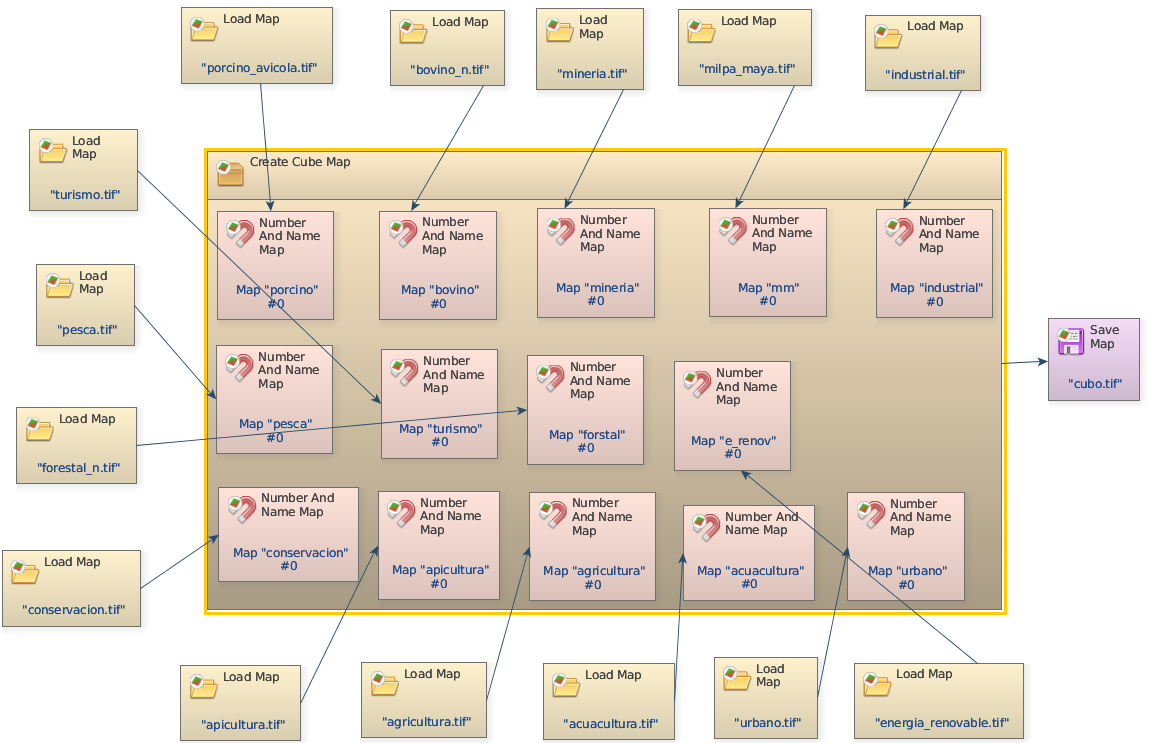 Load Map
"porcino_avicola.tif"
Load Map
"bovino_n.tif"
Load
Map
"mineria.tif"
Load Map
"milpa_maya.tif"
Load Map
"industrial.tif"
Load
Map
"turismo.tif"
Create Cube Map
Number
And Name
Map
Map "porcino"
#0
Number
And Name
Map
Map "bovino"
#0
Number
And Name
Map
Map "mineria"
#0
Number
And Name
Map
Map "mm"
#0
Number
And Name
Map
Map "industrial"
#0
Load
Map
"pesca.tif"
Number
And Name
Map
Map "pesca"
#0
Number
And Name
Map
Map "turismo"
#0
Number
And Name
Map
Map "forstal"
#0
Number
And Name
Map
Map "e_renov"
#0
Save
Map
"cubo.tif"
Load Map
"forestal_n.tif"
Number And
Name Map
Map "conservacion"
#0
Number
And Name
Map
Map "apicultura"
#0
Number
And Name
Map
Map "agricultura"
#0
Number And
Name Map
Map "acuacultura"
#0
Number
And Name
Map
Map "urbano"
#0
Load Map
"conservacion.tif"
Load Map
"apicultura.tif"
Load Map
"agricultura.tif"
Load Map
"acuacultura.tif"
Load
Map
"urbano.tif"
Load Map
"energia_renovable.tif"